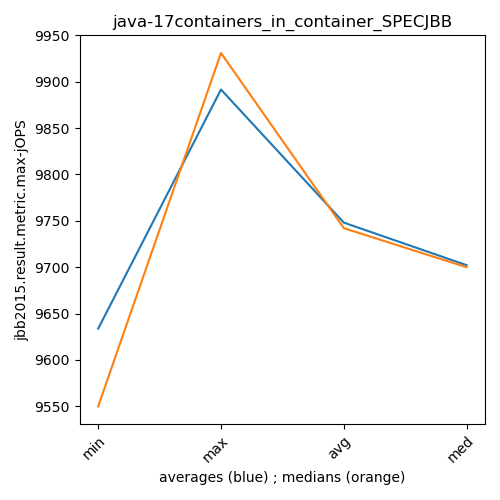 java-17containers_in_container_SPECJBB
jbb2015.result.metric.max-jOPS
9950
9900
9850
9800
9750
9700
9650
9600
9550
min
max
avg
med
averages (blue) ; medians (orange)